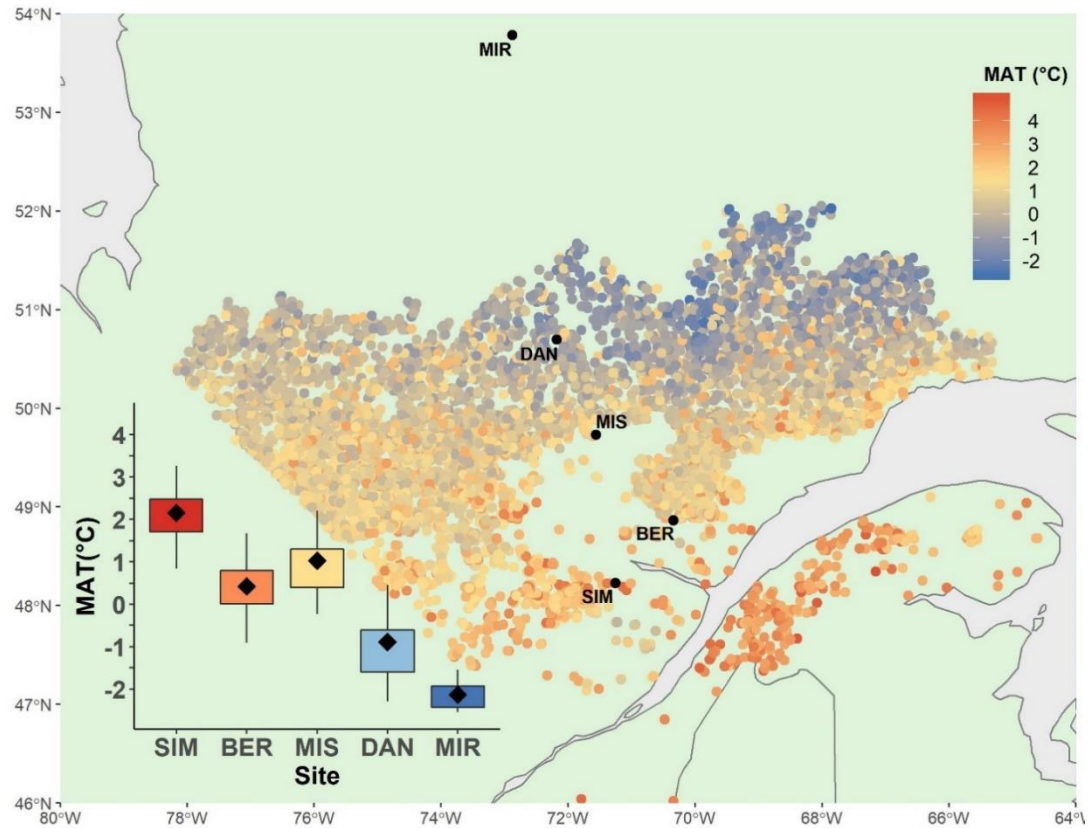 54°N
53°N
52°N
51°N
50°N
49°N
48°N
47°N
46°N
80°W 78°W 76°W 74°W 72°W 70°W 68°W 66°W 64°
MIR
DAN
MIS
BER
SIM
MAT (°C)
4
3
2
1
0
-1
-2
MAT(°C)
4
3
2
1
0
-1
-2
SIM BER MIS DAN MIR
Site